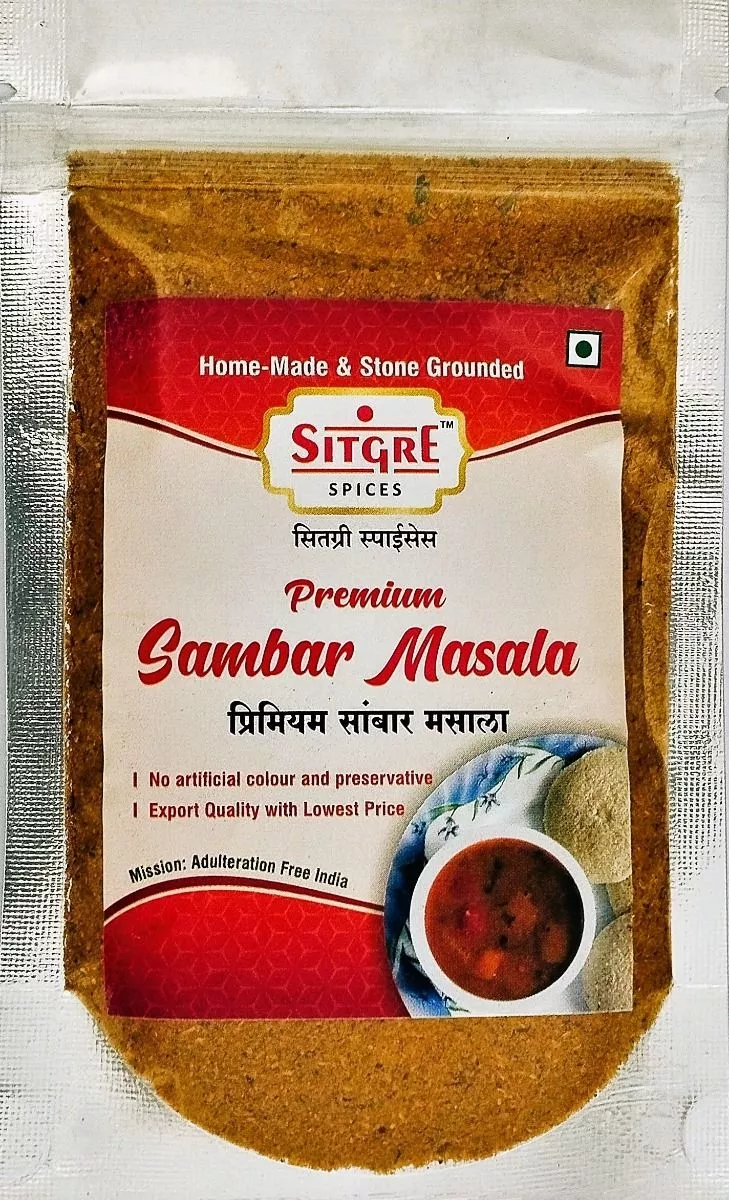 Home-Made & Stone Grounded
SITGRE™
SPICES
सितग्री स्पाईसेस
Premium
Sambar Masala
प्रिमियम सांबार मसाला
No artificial colour and preservative
Export Quality with Lowest Price
Mission: Adulteration Free India